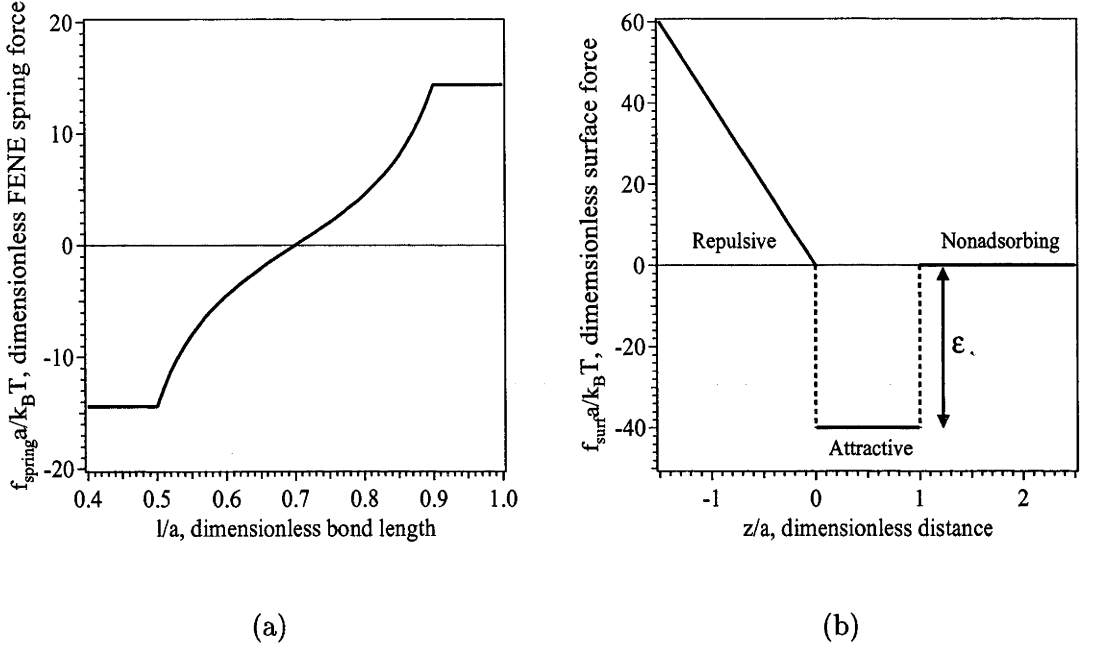 f_spring a/k_B T, dimensionless FENE spring force
20
10
0
-10
-20
0.4 0.5 0.6 0.7 0.8 0.9 1.0
l/a, dimensionless bond length
(a)
f_surf a/k_B T, dimemsionless surface force
60
40
20
0
-20
-40
Repulsive
Nonadsorbing
ε
Attractive
-1 0 1 2
z/a, dimensionless distance
(b)